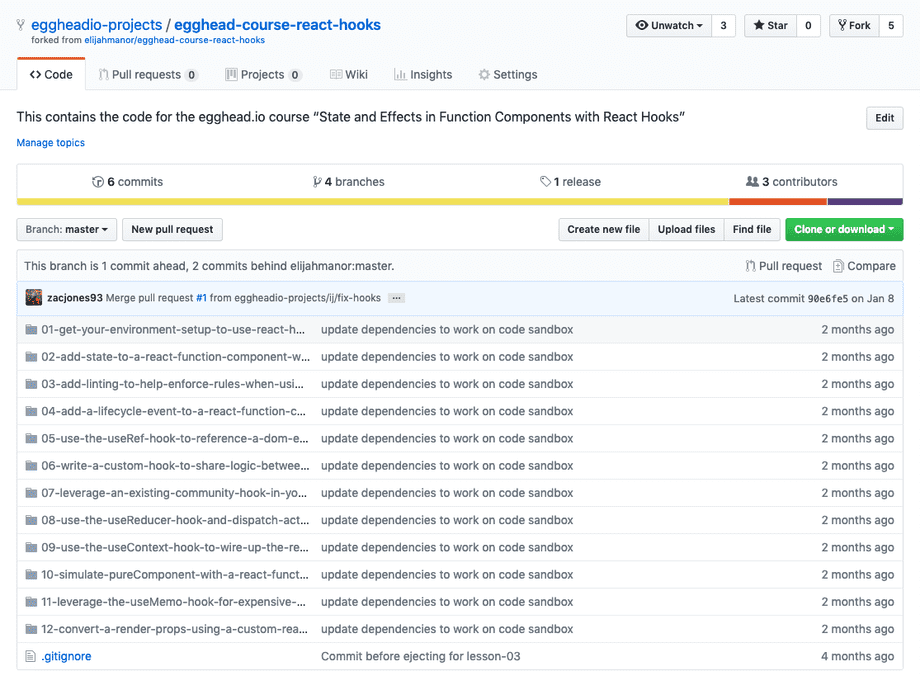 eggheadio-projects / egghead-course-react-hooks
forked from elijahmanor/egghead-course-react-hooks
Unwatch 3 Star 0 Fork 5
Code Pull requests 0 Projects 0 Wiki Insights Settings
This contains the code for the egghead.io course “State and Effects in Function Components with React Hooks” Edit
Manage topics
6 commits 4 branches 1 release 3 contributors
Branch: master New pull request Create new file Upload files Find file Clone or download
This branch is 1 commit ahead, 2 commits behind elijahmanor:master. Pull request Compare
zacjones93 Merge pull request #1 from eggheadio-projects/ij/fix-hooks ... Latest commit 90e6fe5 on Jan 8
01-get-your-environment-setup-to-use-react-h... update dependencies to work on code sandbox 2 months ago
02-add-state-to-a-react-function-component-w... update dependencies to work on code sandbox 2 months ago
03-add-linting-to-help-enforce-rules-when-usi... update dependencies to work on code sandbox 2 months ago
04-add-a-lifecycle-event-to-a-react-function-c... update dependencies to work on code sandbox 2 months ago
05-use-the-useRef-hook-to-reference-a-dom-e... update dependencies to work on code sandbox 2 months ago
06-write-a-custom-hook-to-share-logic-betwee... update dependencies to work on code sandbox 2 months ago
07-leverage-an-existing-community-hook-in-yo... update dependencies to work on code sandbox 2 months ago
08-use-the-useReducer-hook-and-dispatch-act... update dependencies to work on code sandbox 2 months ago
09-use-the-useContext-hook-to-wire-up-the-re... update dependencies to work on code sandbox 2 months ago
10-simulate-pureComponent-with-a-react-funct... update dependencies to work on code sandbox 2 months ago
11-leverage-the-useMemo-hook-for-expensive-... update dependencies to work on code sandbox 2 months ago
12-convert-a-render-props-using-a-custom-rea... update dependencies to work on code sandbox 2 months ago
.gitignore Commit before ejecting for lesson-03 4 months ago